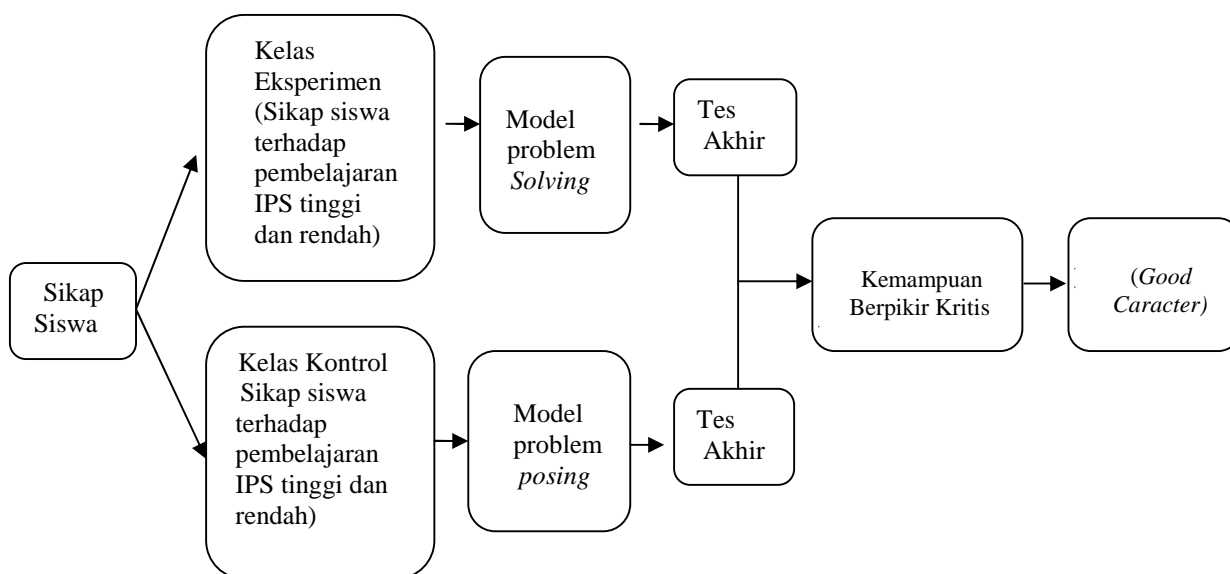 Sikap
Siswa
Kelas
Eksperimen
(Sikap siswa
terhadap
pembelajaran
IPS tinggi
dan rendah)
Model
problem
Solving
Tes
Akhir
Kelas Kontrol
Sikap siswa
terhadap
pembelajaran
IPS tinggi dan
rendah)
Model
problem
posing
Tes
Akhir
Kemampuan
Berpikir Kritis
(Good
Caracter)